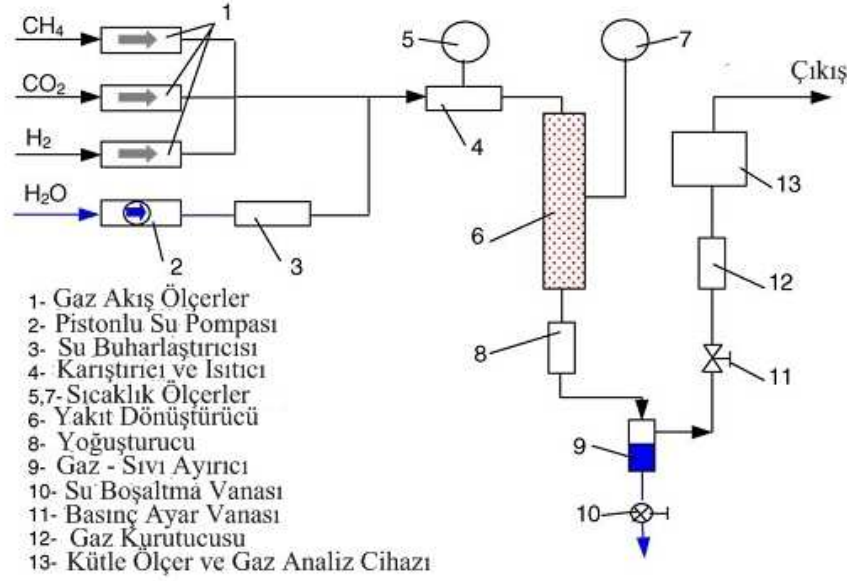 CH4
1
5
7
CO2
Çıkış
H2
4
13
H2O
6
2
3
12
8
11
9
10
1- Gaz Akış Ölçerler
2- Pistonlu Su Pompası
3- Su Buharlaştırıcısı
4- Karıştırıcı ve Isıtıcı
5,7- Sıcaklık Ölçerler
6- Yakıt Dönüştürücü
8- Yoğuşturucu
9- Gaz - Sıvı Ayırıcı
10- Su Boşaltma Vanası
11- Basınç Ayar Vanası
12- Gaz Kurutucusu
13- Kütle Ölçer ve Gaz Analiz Cihazı